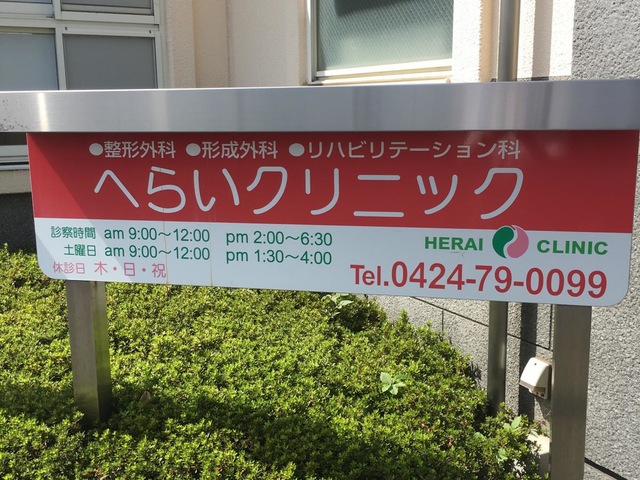 ●整形外科 ●形成外科 ●リハビリテーション科
へらいクリニック
診察時間 am 9:00～12:00 pm 2:00～6:30
土曜日 am 9:00～12:00 pm 1:30～4:00
休診日 木・日・祝
HERAI CLINIC
Tel.0424-79-0099